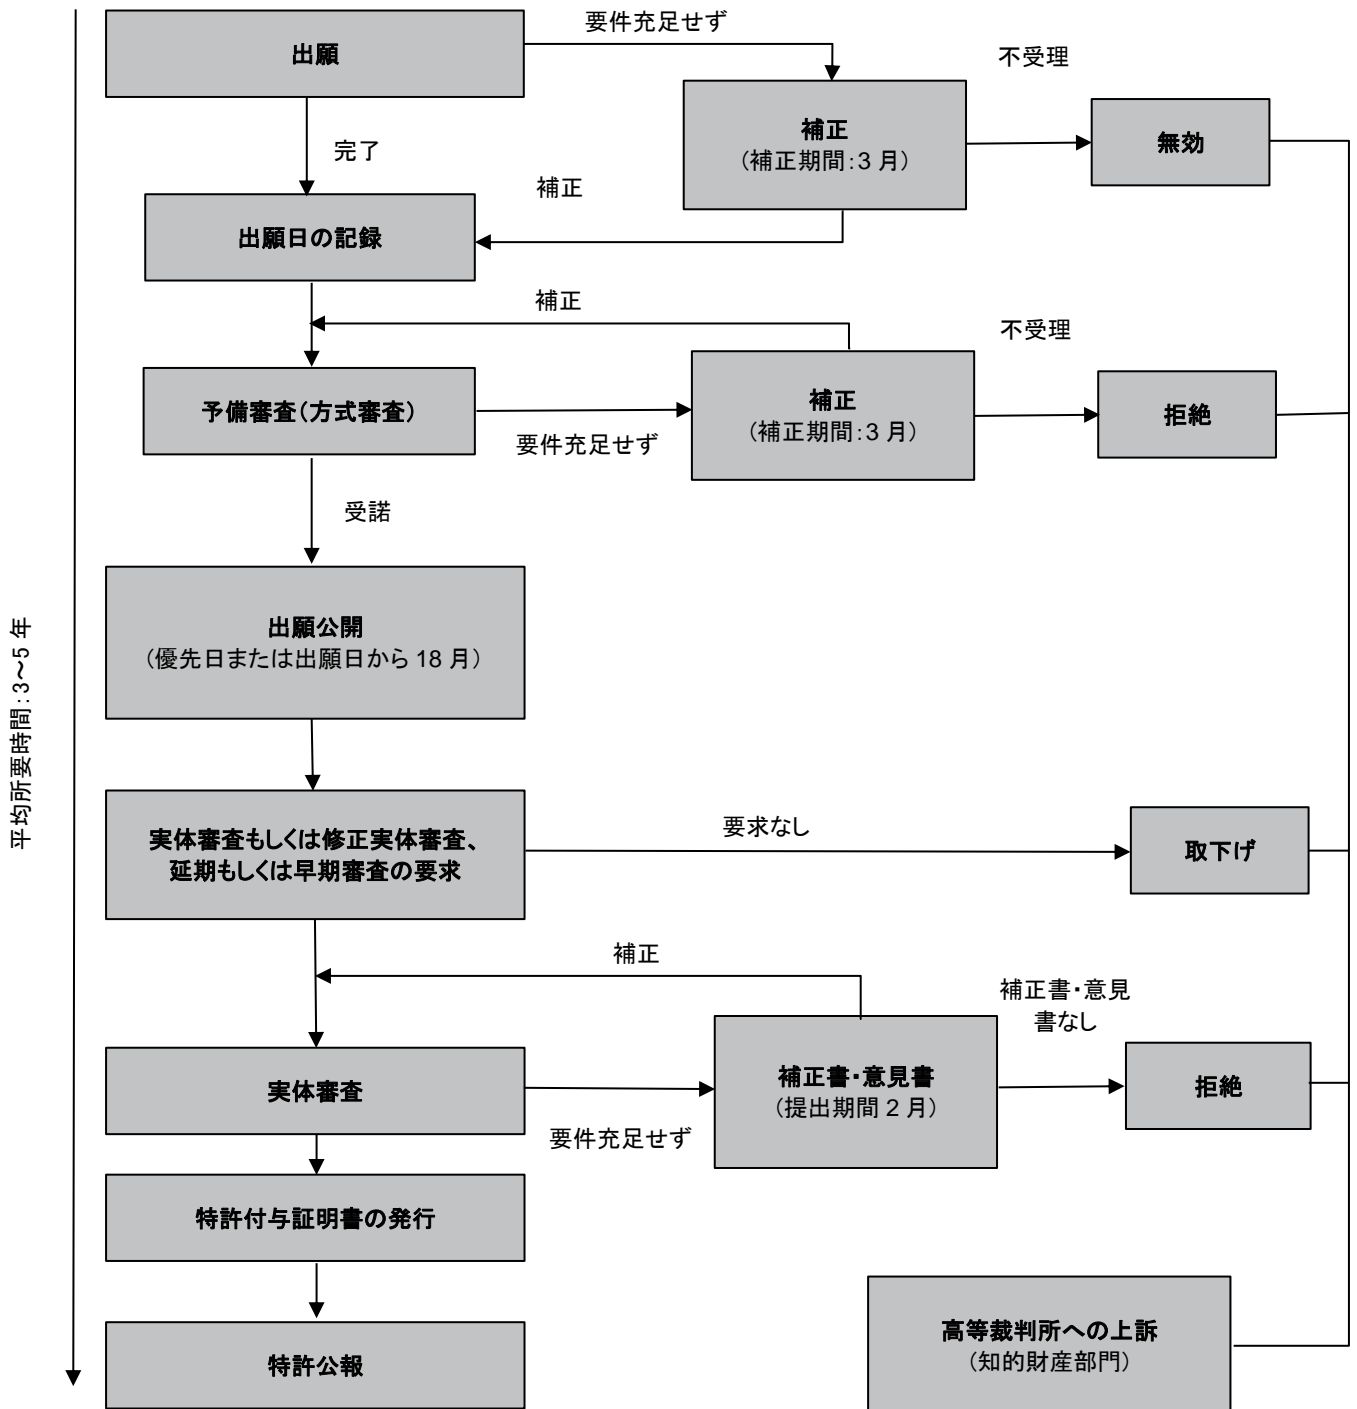 要件充足せず
出願
不受理
補正
（補正期間：3 月）
無効
完了
補正
出願日の記録
補正
不受理
予備審査（方式審査）
補正
（補正期間：3 月）
拒絶
要件充足せず
受諾
出願公開
（優先日または出願日から 18 月）
平均所要時間：3～5 年
実体審査もしくは修正実体審査、
延期もしくは早期審査の要求
要求なし
取下げ
補正
補正書・意見
書なし
実体審査
補正書・意見書
（提出期間 2 月）
拒絶
要件充足せず
特許付与証明書の発行
高等裁判所への上訴
（知的財産部門）
特許公報